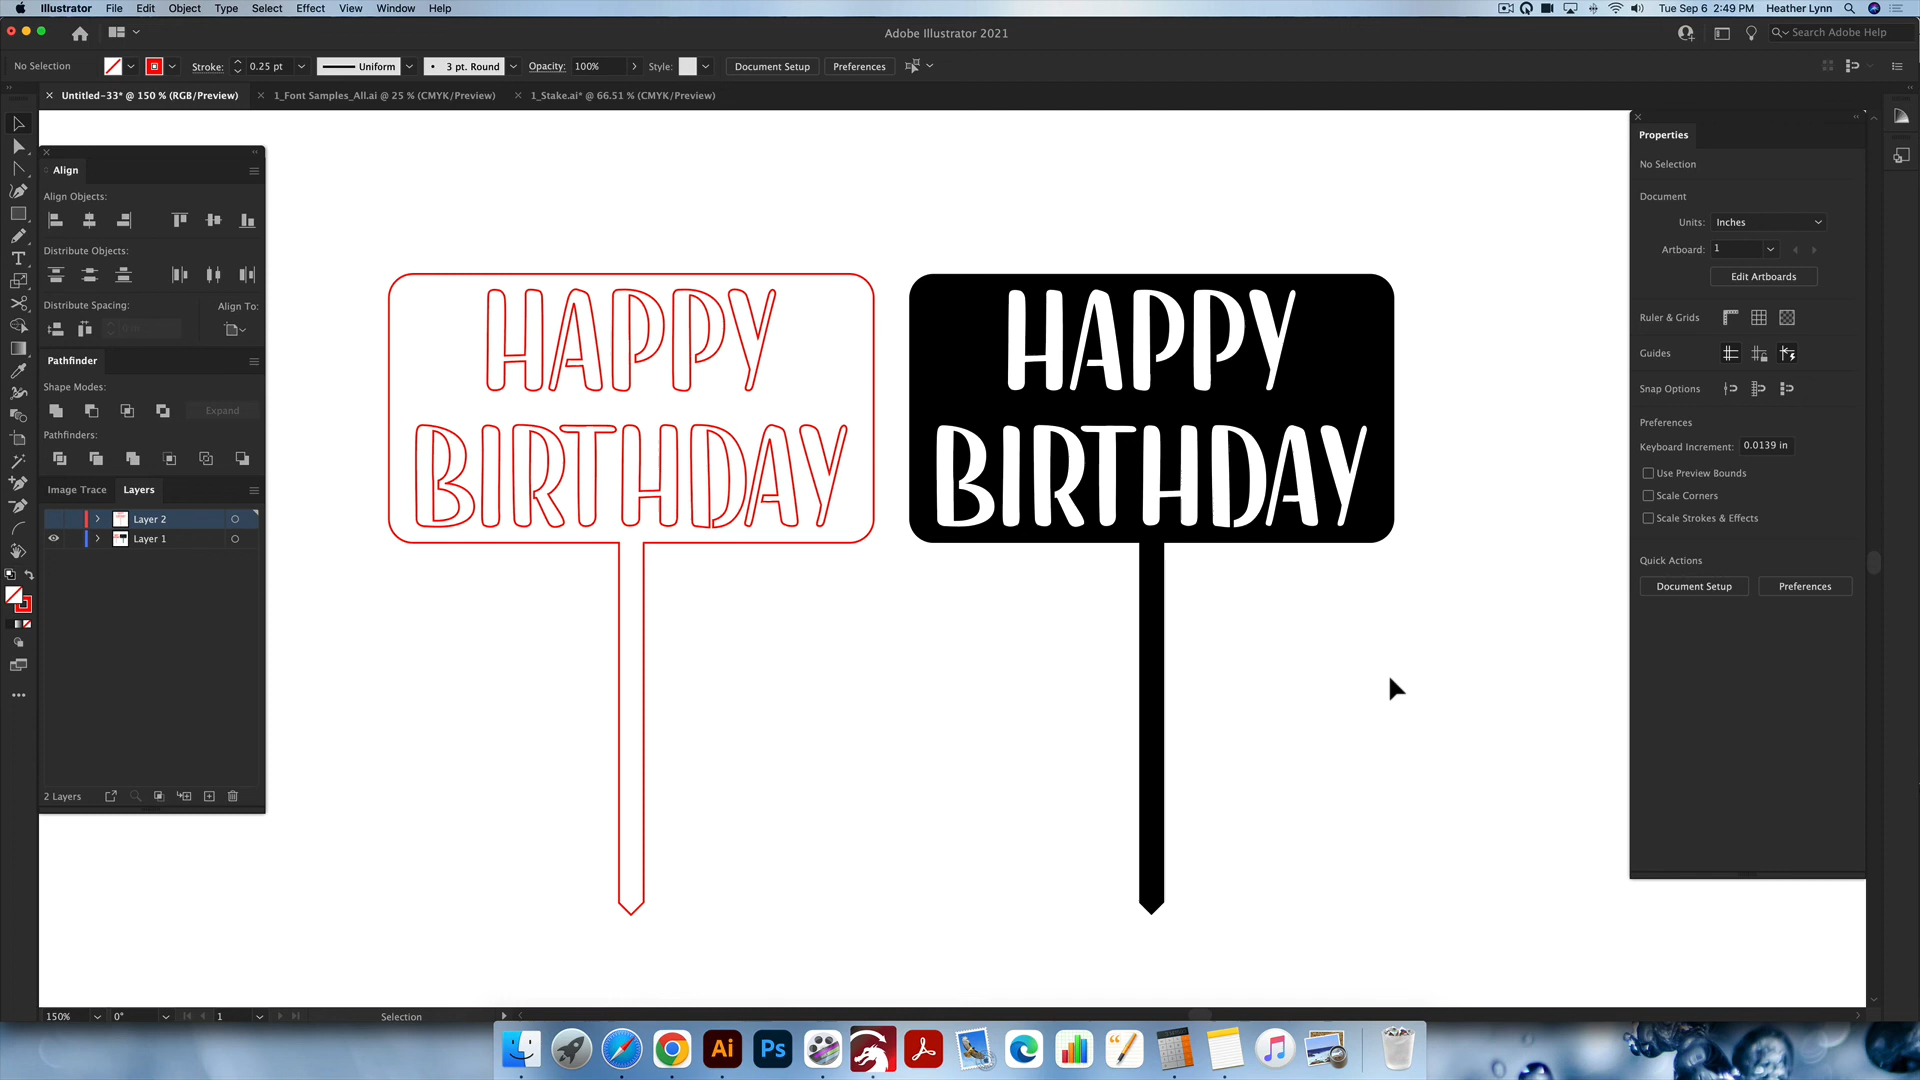 Illustrator File Edit Object Type Select Effect View Window Help
Tue Sep 6 2:49 PM Heather Lynn
Adobe Illustrator 2021
Search Adobe Help
No Selection
Stroke: 0.25 pt
Uniform
3 pt. Round
Opacity: 100%
Style:
Document Setup
Preferences
Untitled-33* @ 150 % (RGB/Preview)
1_Font Samples_All.ai @ 25 % (CMYK/Preview)
1_Stake.ai* @ 66.51 % (CMYK/Preview)
Align
Align Objects:
Distribute Objects:
Distribute Spacing:
Align To:
0 in
Pathfinder
Shape Modes:
Expand
Pathfinders:
Image Trace
Layers
Layer 2
Layer 1
2 Layers
HAPPY
BIRTHDAY
HAPPY
BIRTHDAY
Properties
No Selection
Document
Units: Inches
Artboard: 1
Edit Artboards
Ruler & Grids
Guides
Snap Options
Preferences
Keyboard Increment: 0.0139 in
Use Preview Bounds
Scale Corners
Scale Strokes & Effects
Quick Actions
Document Setup
Preferences
150%
0°
1
Selection
Ai
Ps